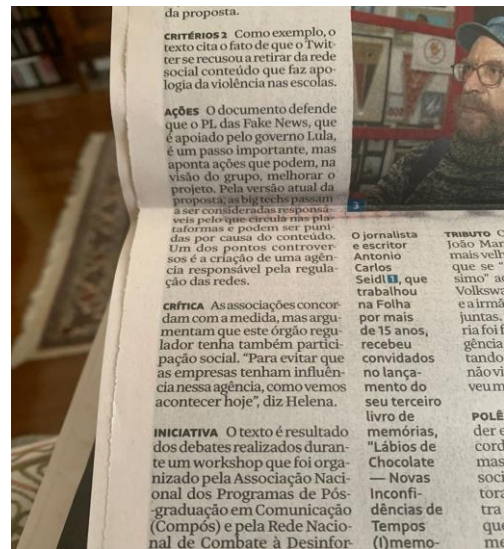 da proposta.
CRITÉRIOS 2 Como exemplo, o
texto cita o fato de que o Twit-
ter se recusou a retirar da rede
social conteúdo que faz apo-
logia da violência nas escolas.
AÇÕES O documento defende
que o PL das Fake News, que
é apoiado pelo governo Lula,
é um passo importante, mas
aponta ações que podem, na
visão do grupo, melhorar o
projeto. Pela versão atual da
proposta, as big techs passam
a ser consideradas responsá-
veis pelo que circula nas pla-
taformas e podem ser puni-
das por causa do conteúdo.
Um dos pontos controver-
sos é a criação de uma agên-
cia responsável pela regula-
ção das redes.
CRÍTICA As associações concor-
dam com a medida, mas argu-
mentam que este órgão regu-
lador tenha também partici-
pação social. “Para evitar que
as empresas tenham influên-
cia nessa agência, como vemos
acontecer hoje”, diz Helena.
INICIATIVA O texto é resultado
dos debates realizados duran-
te um workshop que foi orga-
nizado pela Associação Naci-
onal dos Programas de Pós-
-graduação em Comunicação
(Compós) e pela Rede Nacio-
nal de Combate à Desinfor-
3
O jornalista
e escritor
Antonio
Carlos
Seidl 1, que
trabalhou
na Folha
por mais
de 15 anos,
recebeu
convidados
no lança-
mento do
seu terceiro
livro de
memórias,
“Lábios de
Chocolate
— Novas
Inconfi-
dências de
Tempos
(I)memo-
TRIBUTO
João Mar
mais velh
que se “
simo” ao
Volkswa
e a irmã
juntas.
ria foi f
gência
tando
não vi
veu m
POLÊ
der e
cord
mas
soci
tora
tra
que
me